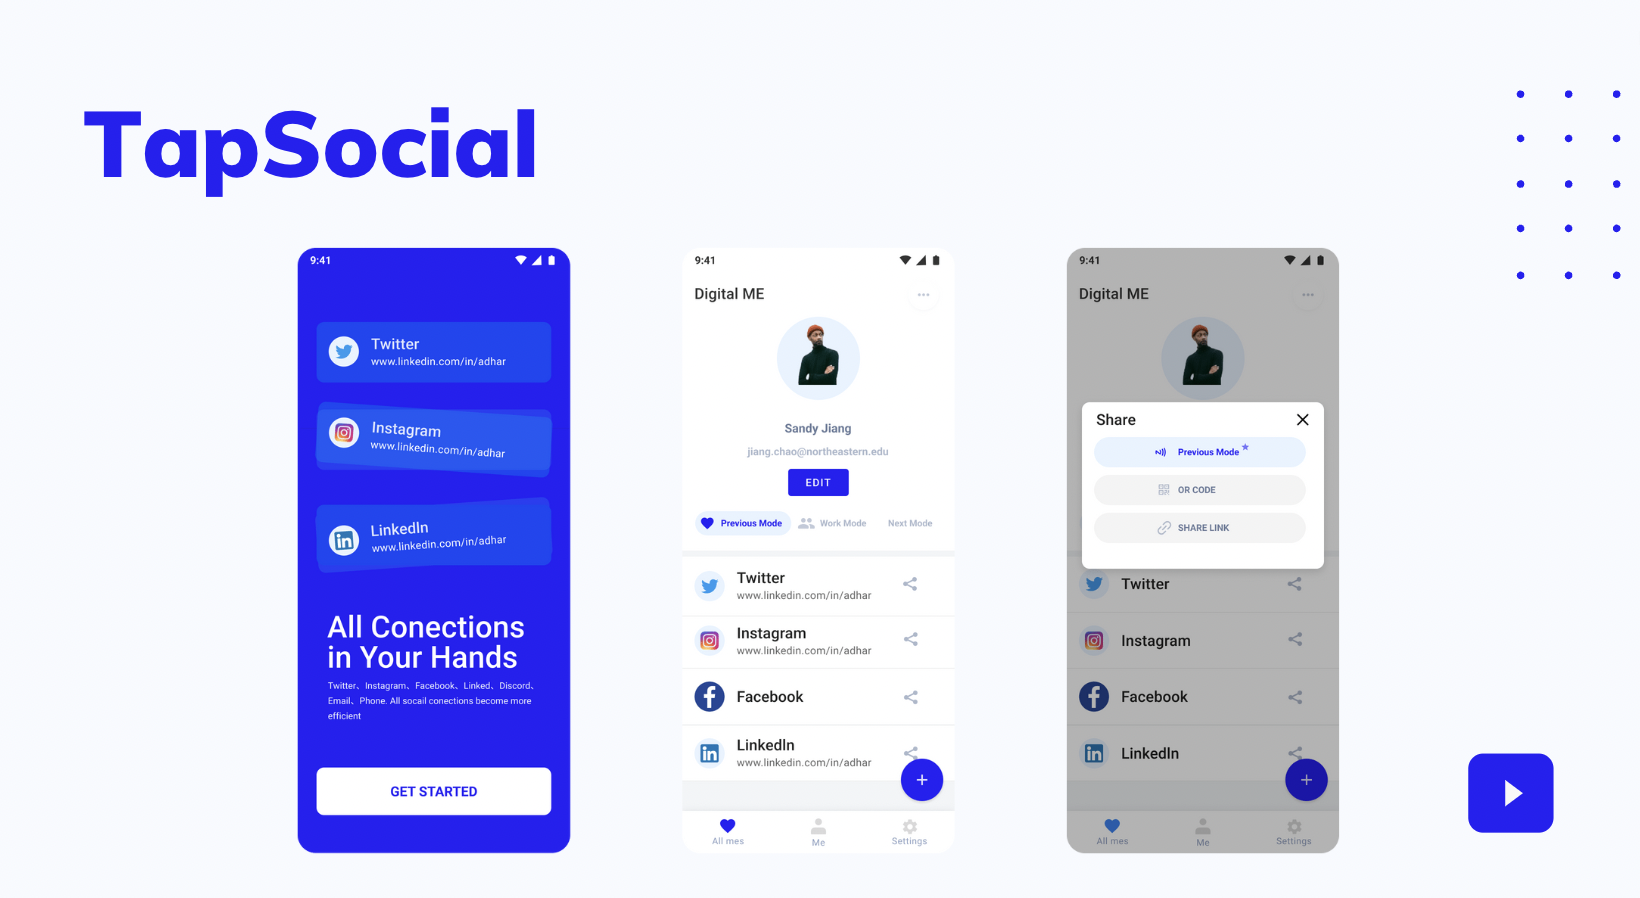 TapSocial
9:41
Twitter
www.linkedin.com/in/adhar
Instagram
www.linkedin.com/in/adhar
LinkedIn
www.linkedin.com/in/adhar
All Conections
in Your Hands
Twitter、Instagram、Facebook、Linked、Discord、
Email、Phone. All socail conections become more
efficient
GET STARTED
9:41
Digital ME
Sandy Jiang
jiang.chao@northeastern.edu
EDIT
Previous Mode
Work Mode
Next Mode
Twitter
www.linkedin.com/in/adhar
Instagram
www.linkedin.com/in/adhar
Facebook
LinkedIn
www.linkedin.com/in/adhar
All mes
Me
Settings
9:41
Digital ME
Share
Previous Mode
OR CODE
SHARE LINK
Twitter
Instagram
Facebook
LinkedIn
All mes
Me
Settings